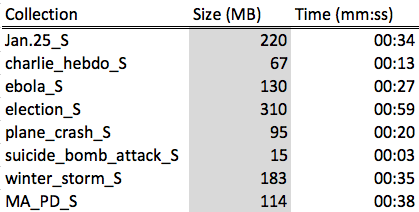 Collection Size (MB) Time (mm:ss)
Jan.25_S 220 00:34
charlie_hebdo_S 67 00:13
ebola_S 130 00:27
election_S 310 00:59
plane_crash_S 95 00:20
suicide_bomb_attack_S 15 00:03
winter_storm_S 183 00:35
MA_PD_S 114 00:38